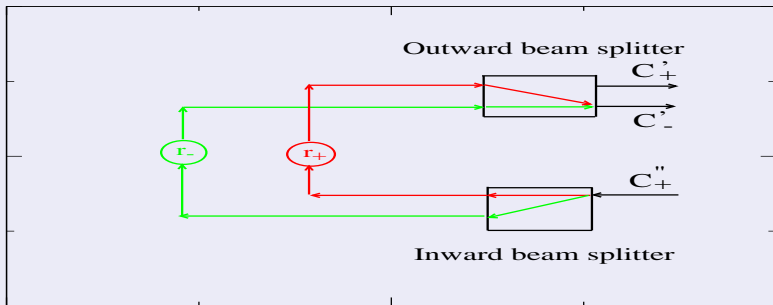 Outward beam splitter
C'+
C'-
r-
r+
C"+
Inward beam splitter